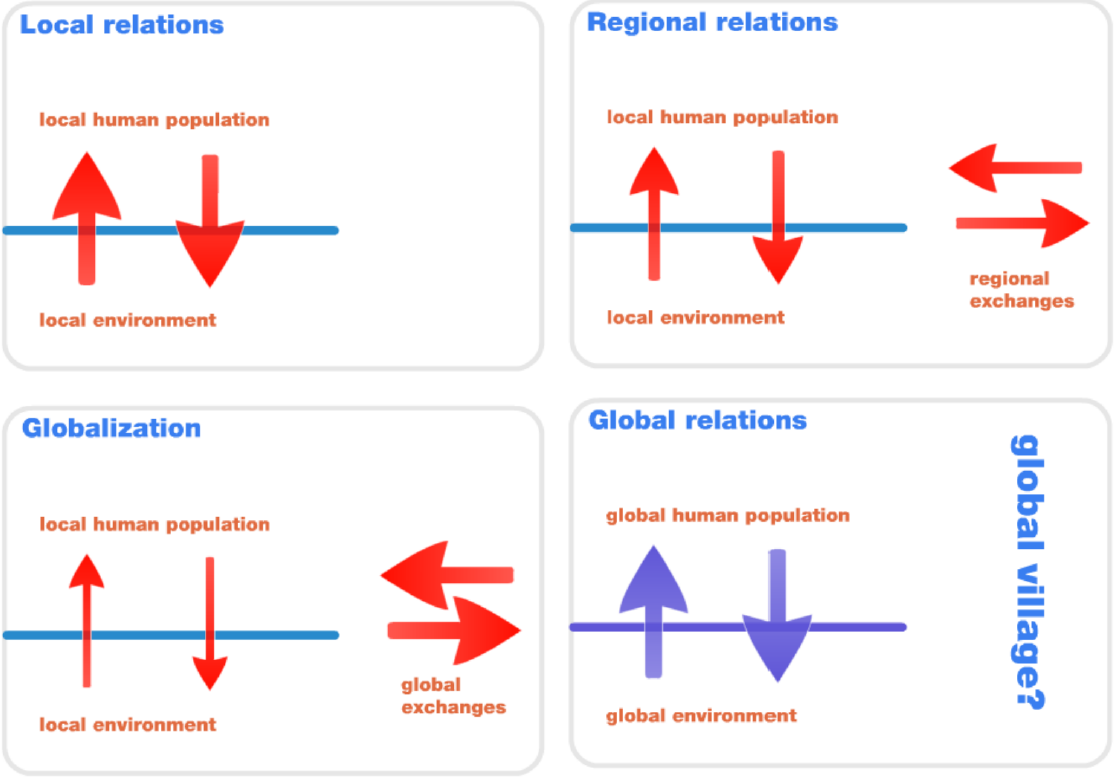 Local relations
local human population
local environment
Regional relations
local human population
local environment
regional
exchanges
Globalization
local human population
local environment
global
exchanges
Global relations
global human population
global environment
global village?